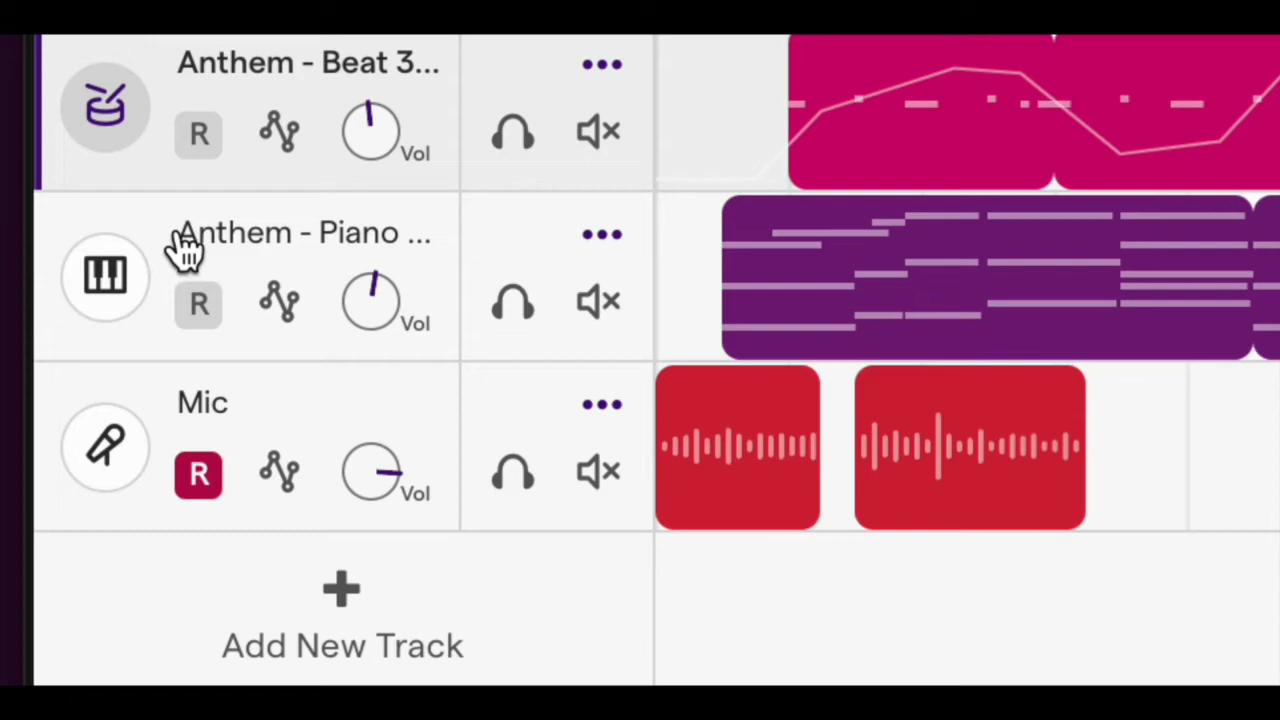 Anthem - Beat 3...
R
Vol
Anthem - Piano ...
R
Vol
Mic
R
Vol
Add New Track